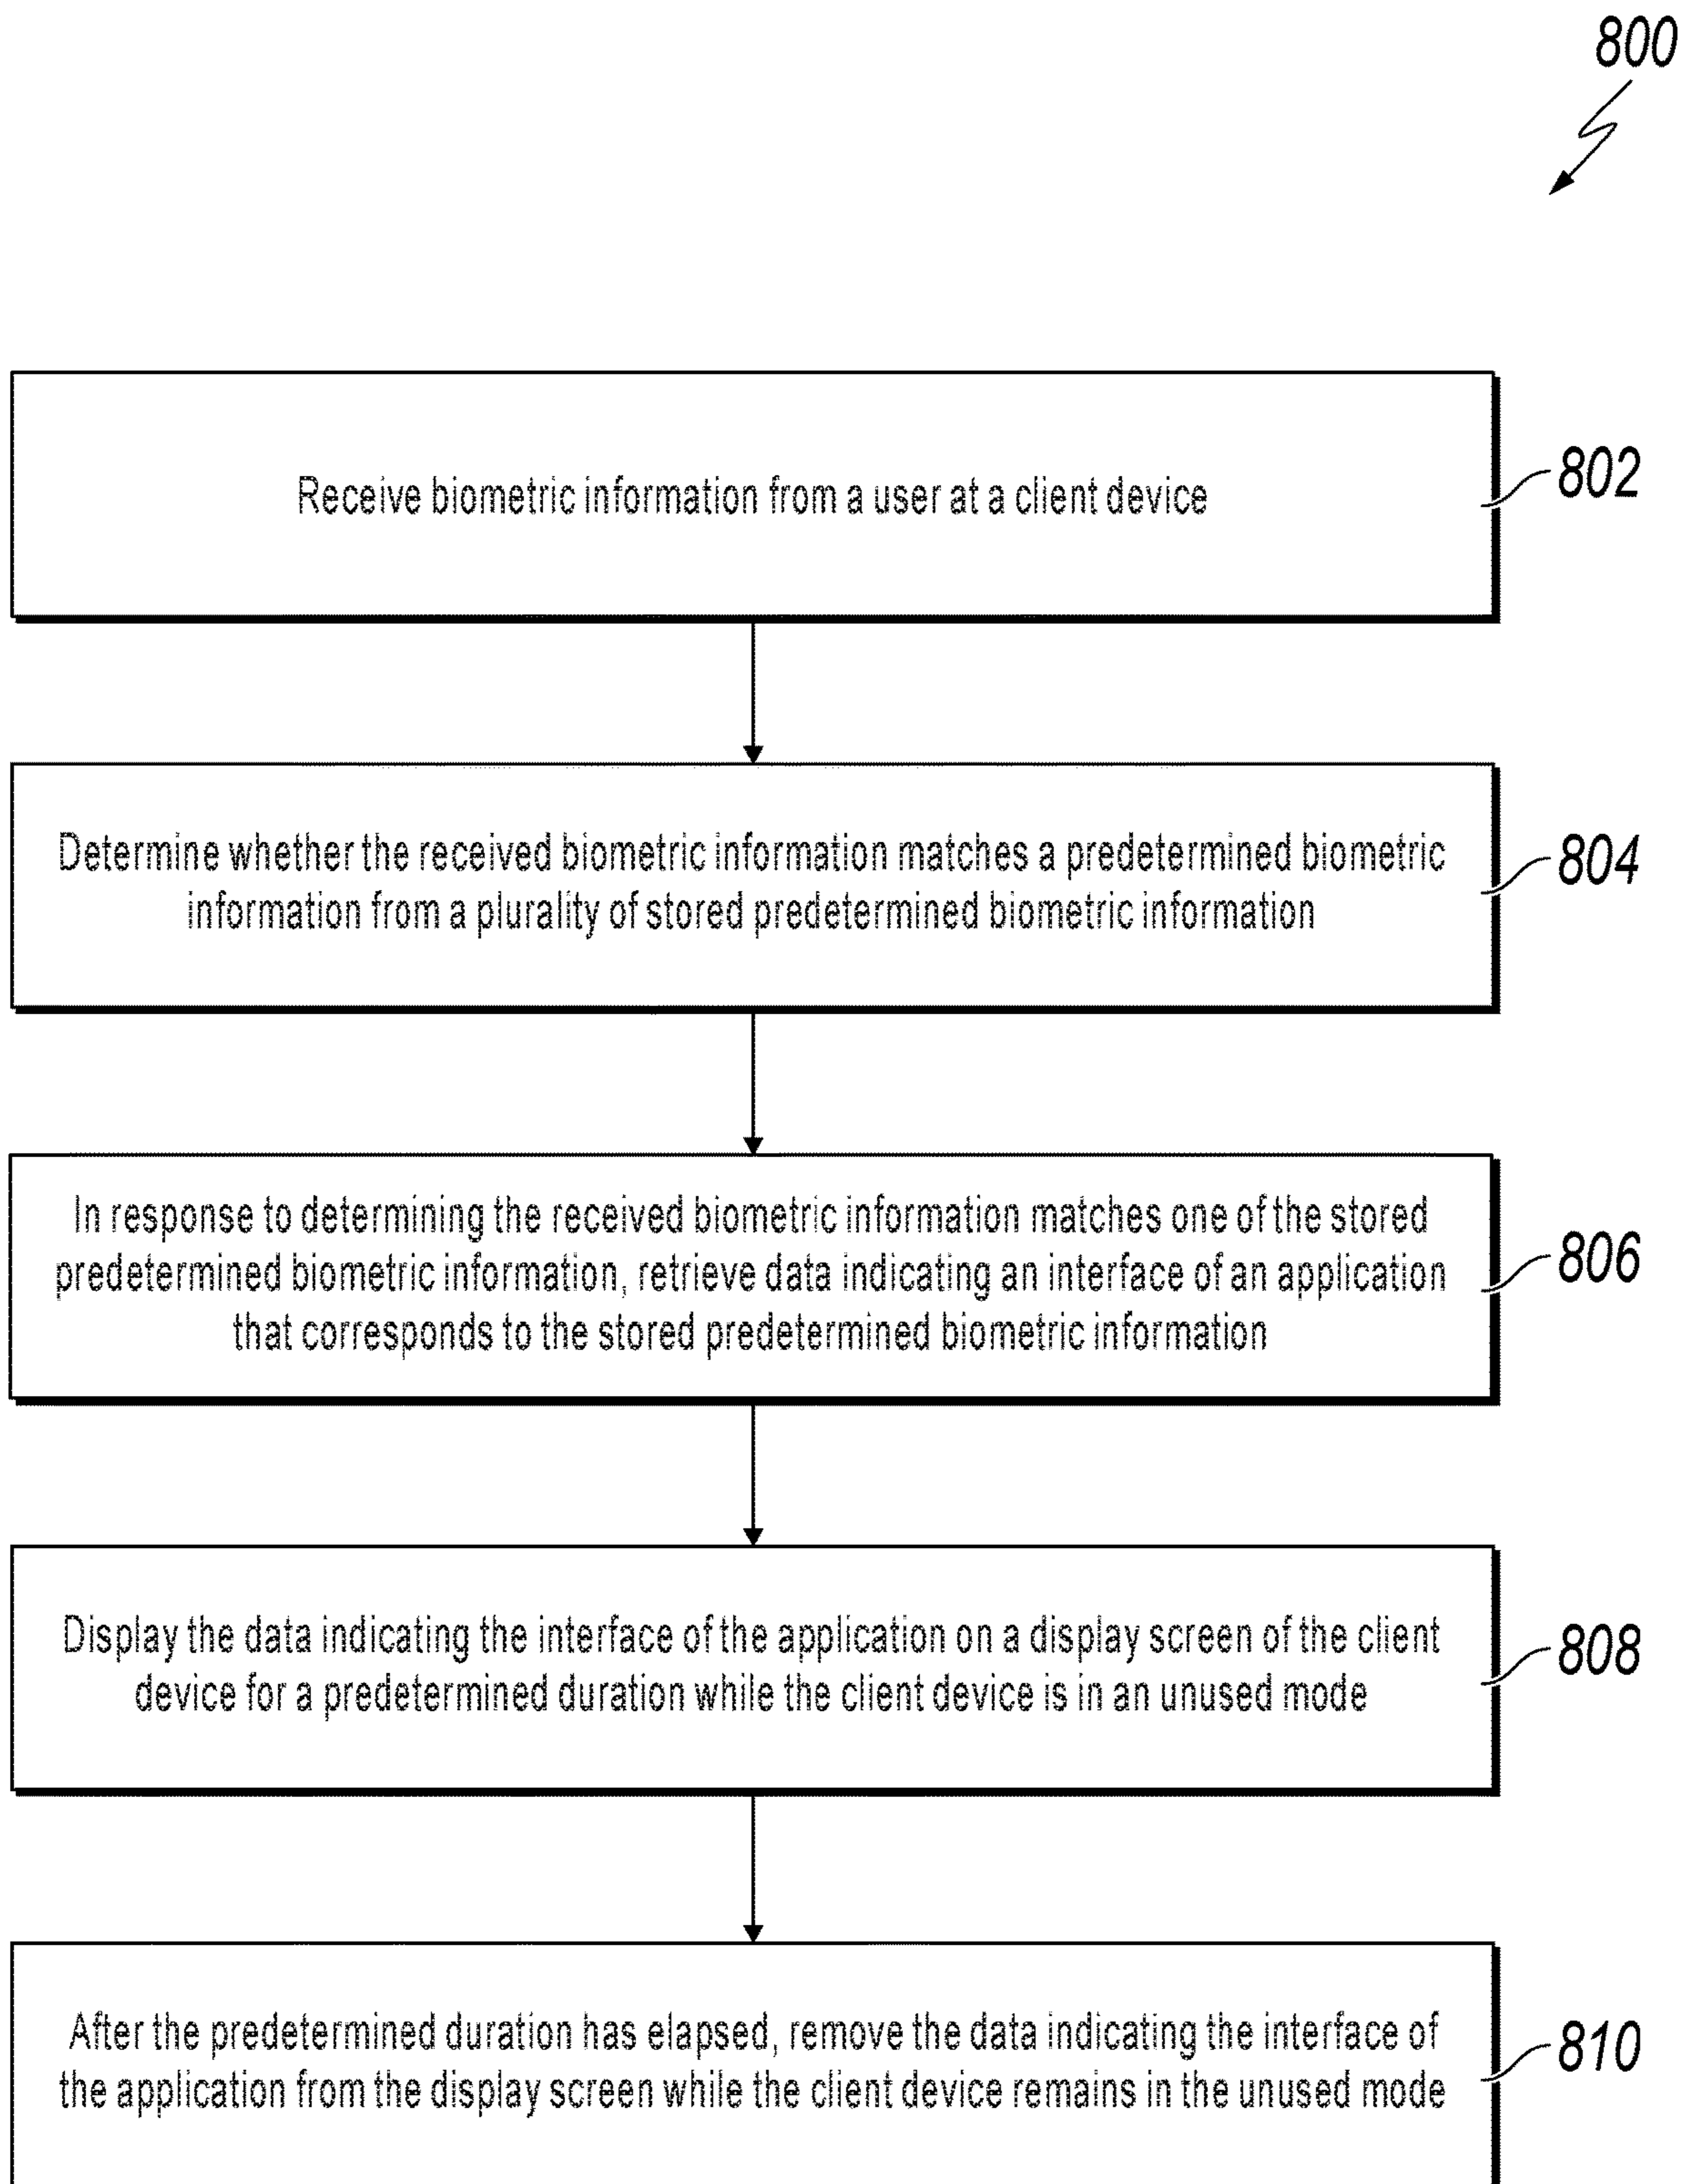 800
Receive biometric information from a user at a client device
802
Determine whether the received biometric information matches a predetermined biometric
information from a plurality of stored predetermined biometric information
804
In response to determining the received biometric information matches one of the stored
predetermined biometric information, retrieve data indicating an interface of an application
that corresponds to the stored predetermined biometric information
806
Display the data indicating the interface of the application on a display screen of the client
device for a predetermined duration while the client device is in an unused mode
808
After the predetermined duration has elapsed, remove the data indicating the interface of
the application from the display screen while the client device remains in the unused mode
810